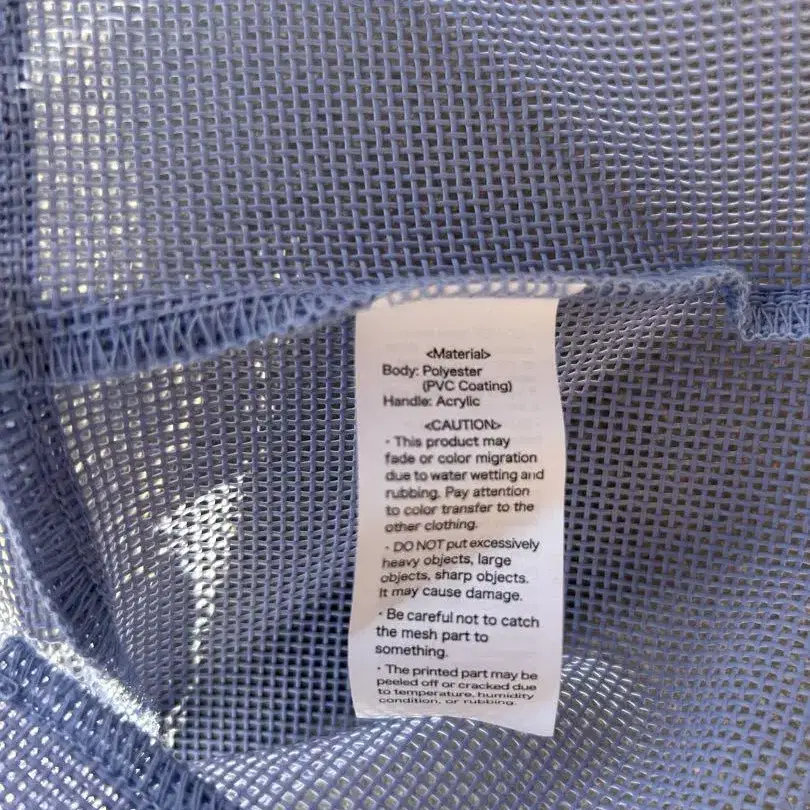 <Material>
Body: Polyester
(PVC Coating)
Handle: Acrylic
<CAUTION>
・This product may
fade or color migration
due to water wetting and
rubbing. Pay attention
to color transfer to the
other clothing.
・DO NOT put excessively
heavy objects, large
objects, sharp objects.
It may cause damage.
・Be careful not to catch
the mesh part to
something.
・The printed part may be
peeled off or cracked due
to temperature, humidity
condition, or rubbing.